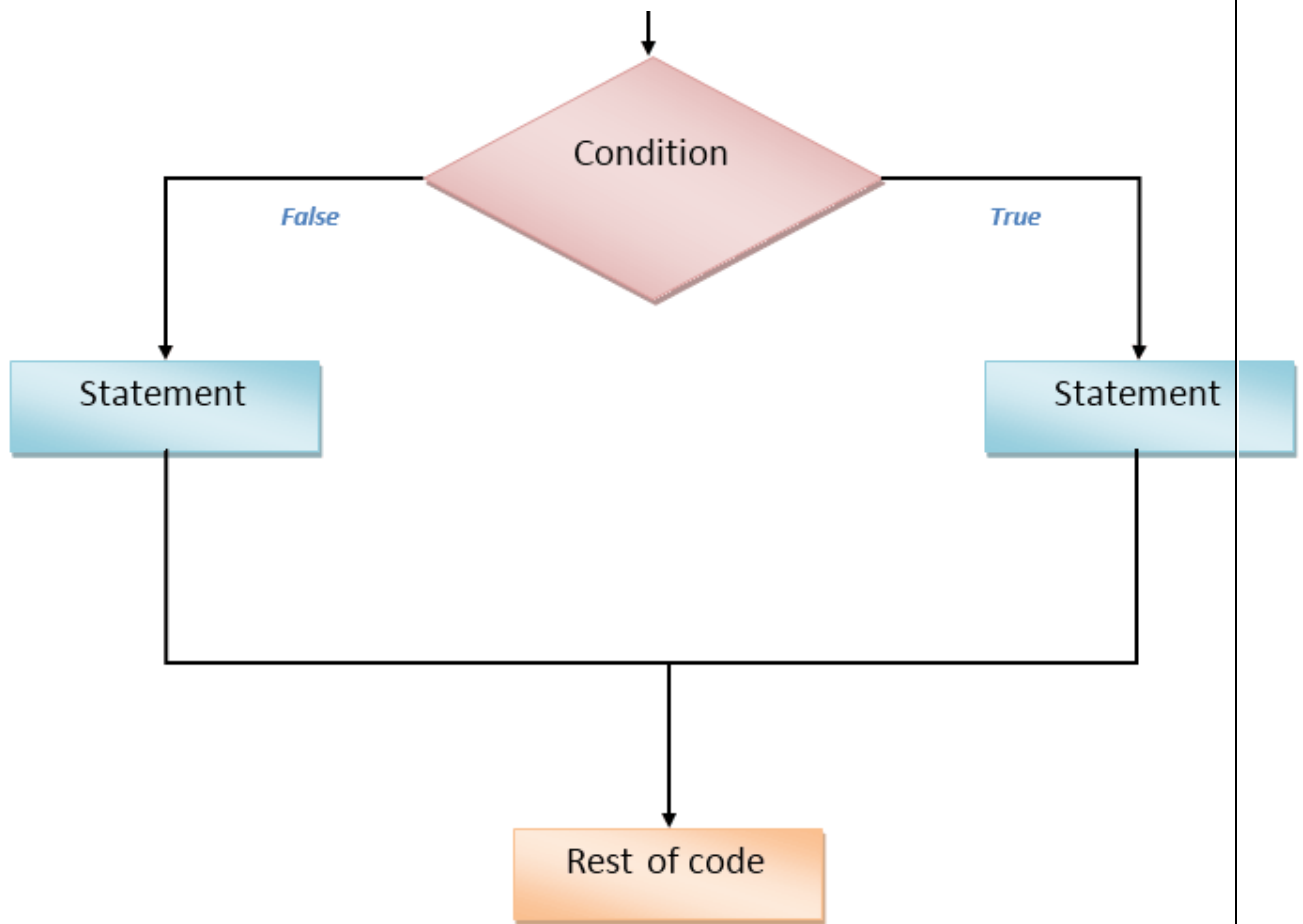 Condition
False
True
Statement
Statement
Rest of code